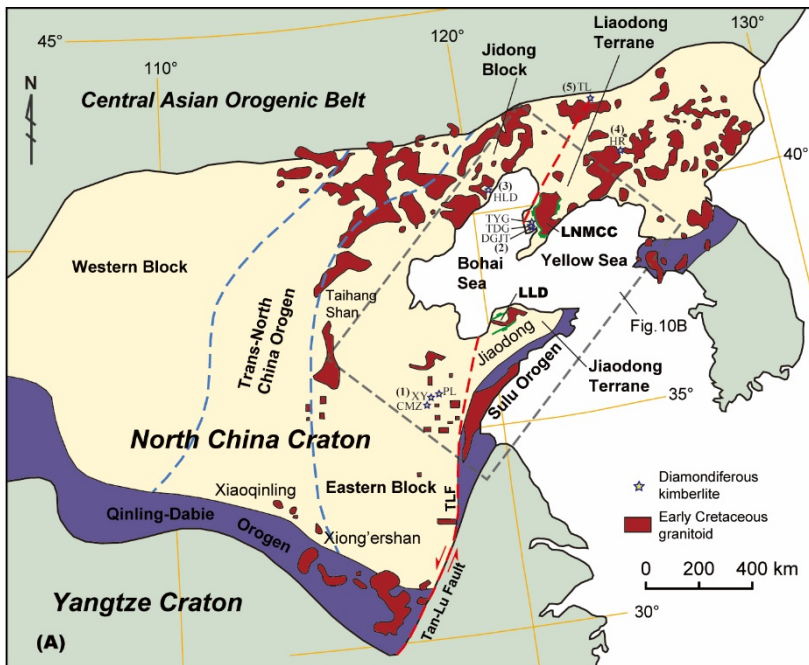 45°
110°
120°
130°
40°
35°
30°
110°
120°
N
Central Asian Orogenic Belt
Jidong
Block
Liaodong
Terrane
(5) TL
(4)
HR
(3)
HLD
TYG
TDG
DGJT
(2)
LNMCC
Bohai
Sea
Yellow Sea
Western Block
Trans-North
China Orogen
Taihang
Shan
LLD
Jiaodong
Fig.10B
Jiaodong
Terrane
Sulu Orogen
(1) XY PL
CMZ
North China Craton
Eastern Block
TLF
Xiaoqinling
Qinling-Dabie
Orogen
Xiong'ershan
Tan-Lu Fault
Yangtze Craton
Diamondiferous
kimberlite
Early Cretaceous
granitoid
0 200 400 km
(A)